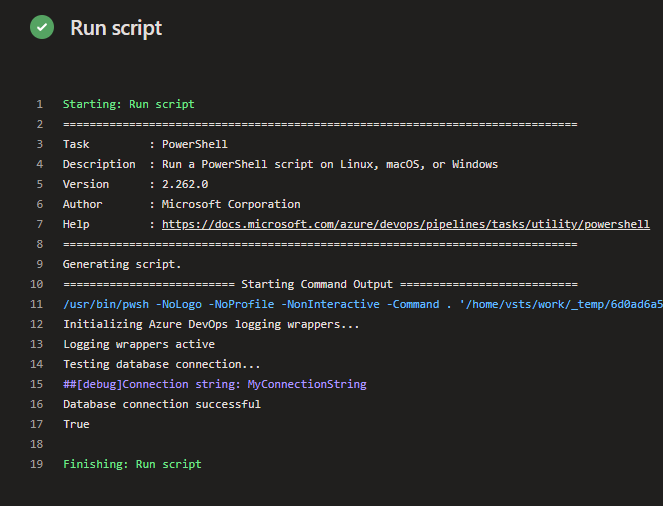 Run script
1 Starting: Run script
2 ==============================================================================
3 Task : PowerShell
4 Description : Run a PowerShell script on Linux, macOS, or Windows
5 Version : 2.262.0
6 Author : Microsoft Corporation
7 Help : https://docs.microsoft.com/azure/devops/pipelines/tasks/utility/powershell
8 ==============================================================================
9 Generating script.
10 ========================== Starting Command Output ===========================
11 /usr/bin/pwsh -NoLogo -NoProfile -NonInteractive -Command . '/home/vsts/work/_temp/6d0ad6a5
12 Initializing Azure DevOps logging wrappers...
13 Logging wrappers active
14 Testing database connection...
15 ##[debug]Connection string: MyConnectionString
16 Database connection successful
17 True
18
19 Finishing: Run script